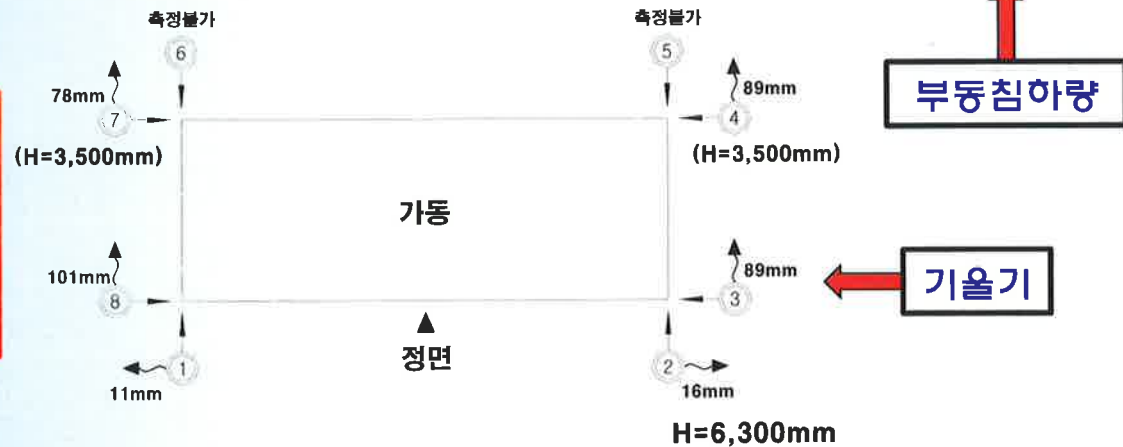 측정불가
측정불가
6
5
78mm
89mm
7
4
(H=3,500mm)
(H=3,500mm)
부동침하량
가동
101mm
89mm
8
3
기울기
정면
1
2
11mm
16mm
H=6,300mm